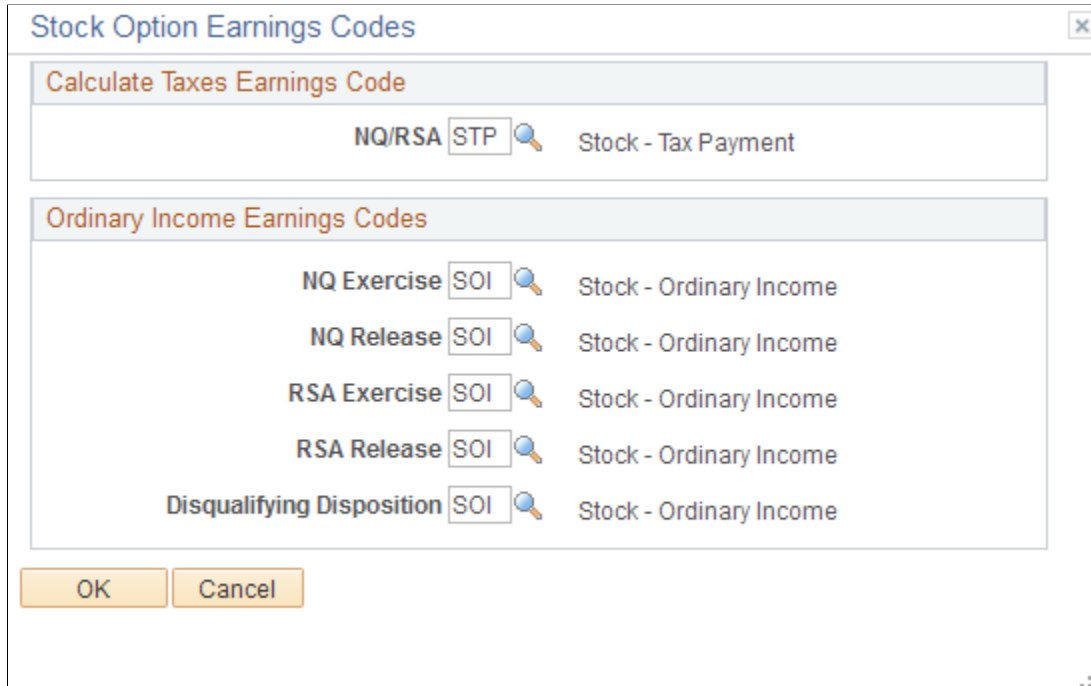 Stock Option Earnings Codes
Calculate Taxes Earnings Code
NQ/RSA STP Stock - Tax Payment
Ordinary Income Earnings Codes
NQ Exercise SOI Stock - Ordinary Income
NQ Release SOI Stock - Ordinary Income
RSA Exercise SOI Stock - Ordinary Income
RSA Release SOI Stock - Ordinary Income
Disqualifying Disposition SOI Stock - Ordinary Income
OK Cancel